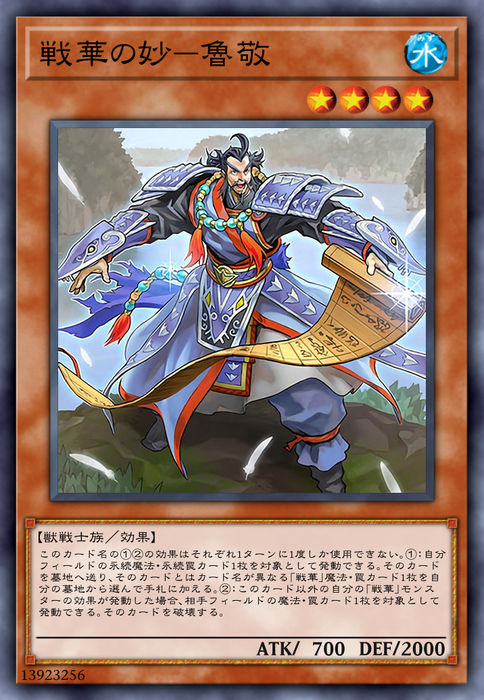 戦華の妙－魯敬
みず
水
【獣戦士族／効果】
このカード名の①②の効果はそれぞれ1ターンに1度しか使用できない。①：自分
フィールドの永続魔法・永続罠カード1枚を対象として発動できる。そのカード
を墓地へ送り、そのカードとはカード名が異なる「戦華」魔法・罠カード1枚を自分
の墓地から選んで手札に加える。②：このカード以外の自分の「戦華」モンス
ターの効果が発動した場合、相手フィールドの魔法・罠カード1枚を対象として
発動できる。そのカードを破壊する。
ATK/ 700 DEF/2000
13923256